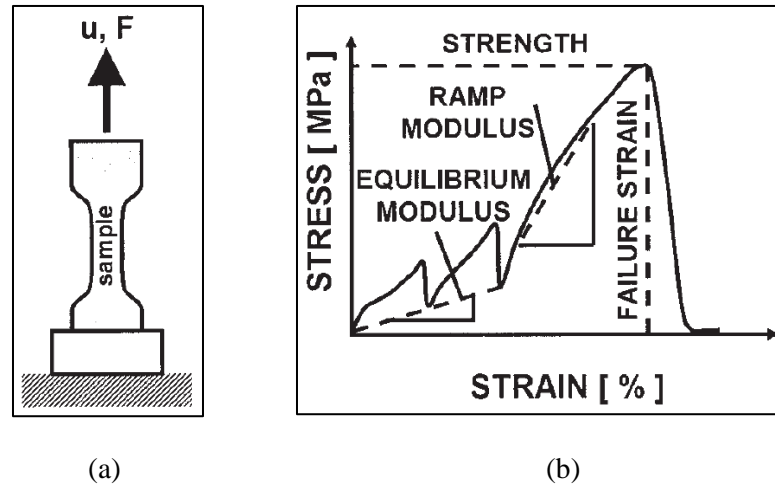 u, F
sample
(a)
STRESS [ MPa]
STRENGTH
RAMP
MODULUS
EQUILIBRIUM
MODULUS
FAILURE STRAIN
STRAIN [ % ]
(b)